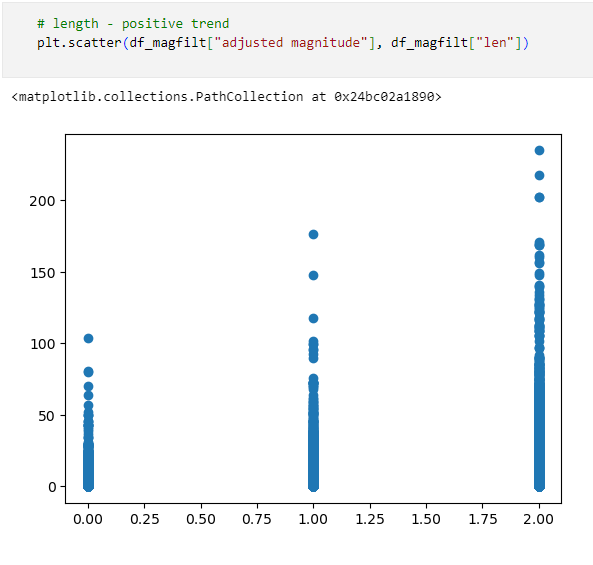 # length - positive trend
plt.scatter(df_magfilt["adjusted magnitude"], df_magfilt["len"])
<matplotlib.collections.PathCollection at 0x24bc02a1890>
200
150
100
50
0
0.00 0.25 0.50 0.75 1.00 1.25 1.50 1.75 2.00